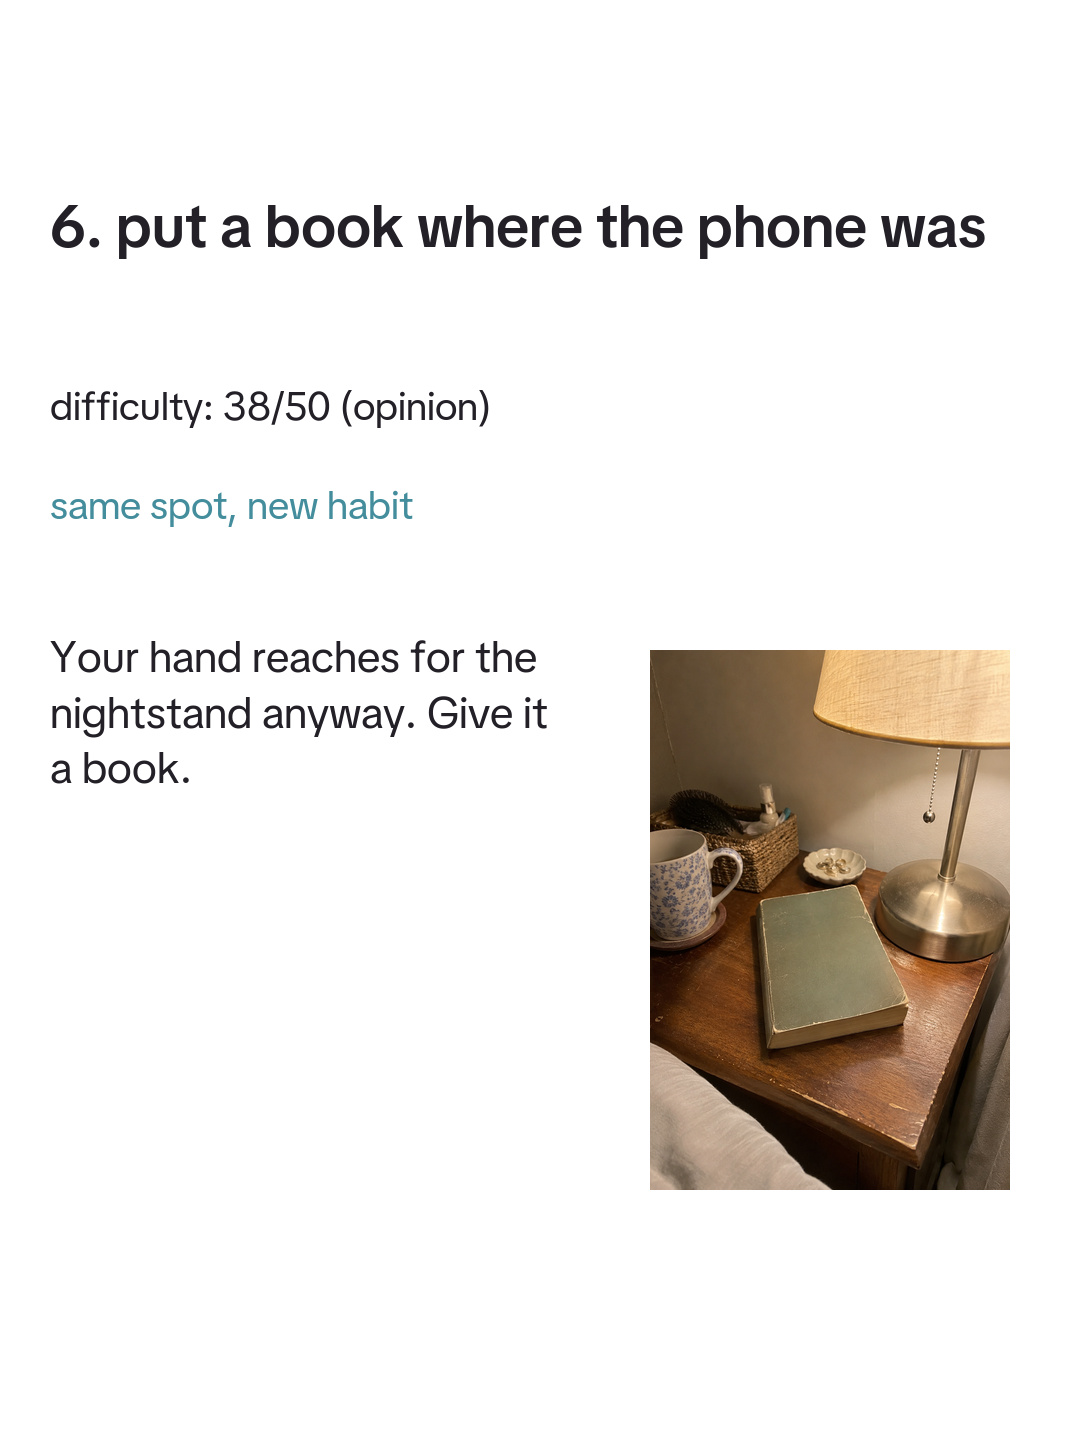 6. put a book where the phone was
difficulty: 38/50 (opinion)
same spot, new habit
Your hand reaches for the
nightstand anyway. Give it
a book.